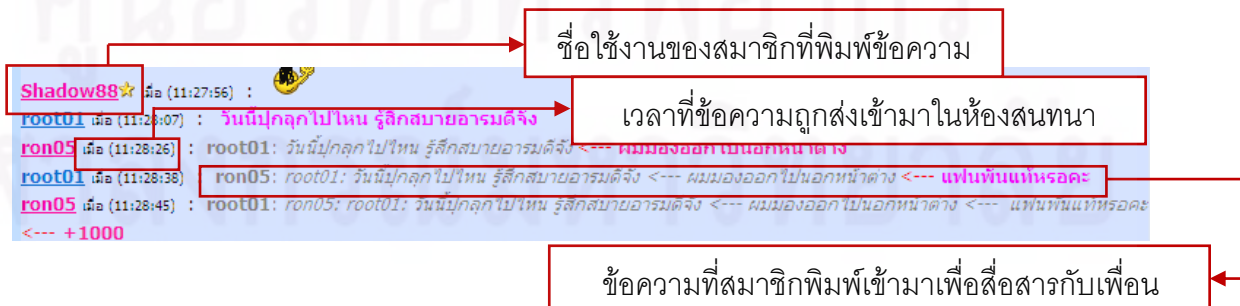 ชื่อใช้งานของสมาชิกที่พิมพ์ข้อความ
Shadow88 เมื่อ (11:27:56) :
เวลาที่ข้อความถูกส่งเข้ามาในห้องสนทนา
root01 เมื่อ (11:28:07) : วันนี้ปุกลุกไปไหน รู้สึกสบายอารมดีจัง
ron05 เมื่อ (11:28:26) : root01: วันนี้ปุกลุกไปไหน รู้สึกสบายอารมดีจัง <--- ผมมองออกไปนอกหน้าต่าง
root01 เมื่อ (11:28:38) : ron05: root01: วันนี้ปุกลุกไปไหน รู้สึกสบายอารมดีจัง <--- ผมมองออกไปนอกหน้าต่าง <--- แฟนพันแท้หรอคะ
ron05 เมื่อ (11:28:45) : root01: ron05: root01: วันนี้ปุกลุกไปไหน รู้สึกสบายอารมดีจัง <--- ผมมองออกไปนอกหน้าต่าง <--- แฟนพันแท้หรอคะ
<--- +1000
ข้อความที่สมาชิกพิมพ์เข้ามาเพื่อสื่อสารกับเพื่อน